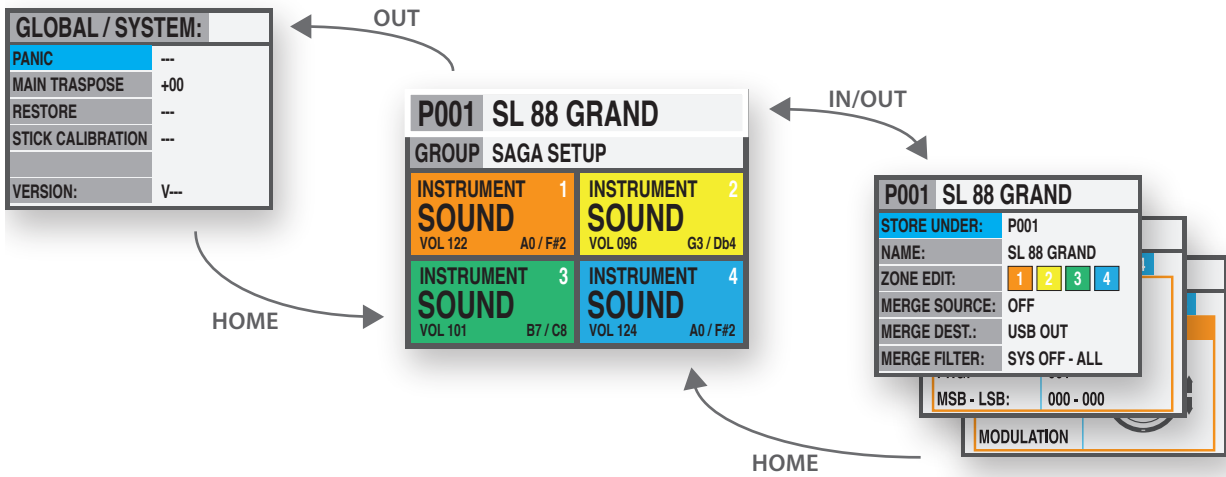 GLOBAL / SYSTEM:
PANIC ---
MAIN TRASPOSE +00
RESTORE ---
STICK CALIBRATION ---
VERSION: V---
OUT
HOME
P001 SL 88 GRAND
GROUP SAGA SETUP
INSTRUMENT 1
SOUND
VOL 122 A0 / F#2
INSTRUMENT 2
SOUND
VOL 096 G3 / Db4
INSTRUMENT 3
SOUND
VOL 101 B7 / C8
INSTRUMENT 4
SOUND
VOL 124 A0 / F#2
IN/OUT
HOME
P001 SL 88 GRAND
STORE UNDER: P001
NAME: SL 88 GRAND
ZONE EDIT: 1 2 3 4
MERGE SOURCE: OFF
MERGE DEST.: USB OUT
MERGE FILTER: SYS OFF - ALL
MSB - LSB: 000 - 000
MODULATION